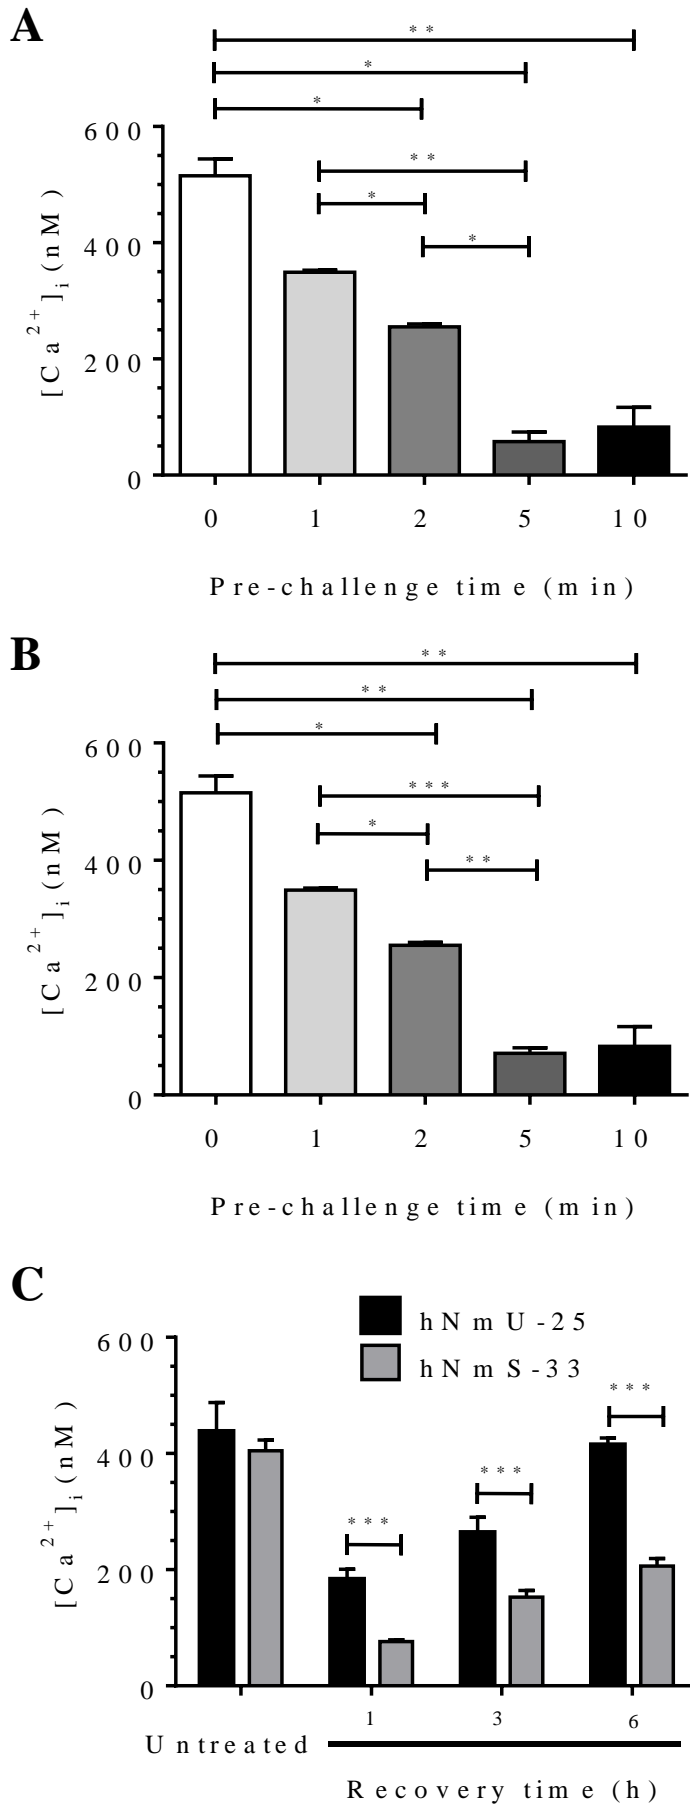 A
**
*
*
600
**
*
400
*
200
0
[Ca2+]i (nM)
0 1 2 5 10
Pre-challenge time (min)
B
**
**
*
600
***
*
400
**
200
0
[Ca2+]i (nM)
0 1 2 5 10
Pre-challenge time (min)
C
hNmU-25
600
hNmS-33
***
400
***
***
200
0
[Ca2+]i (nM)
1 3 6
Untreated
Recovery time (h)